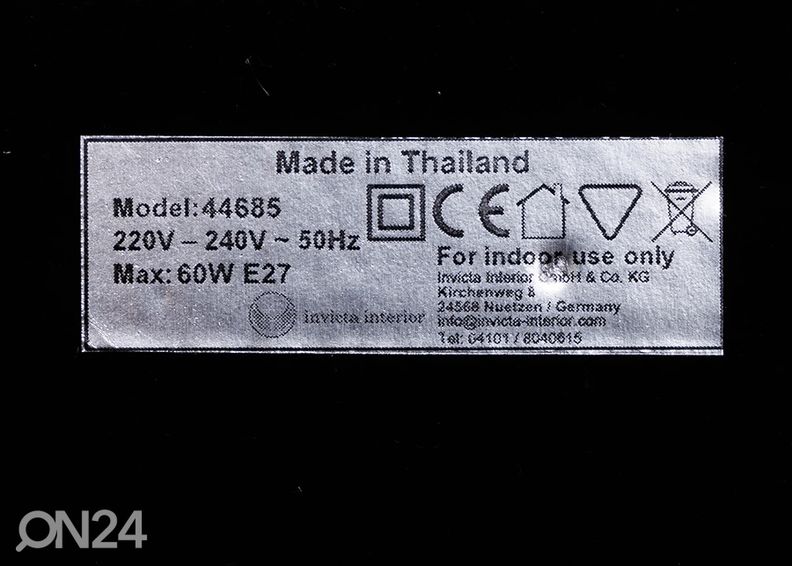 Made in Thailand
Model:44685
220V – 240V ~ 50Hz
Max: 60W E27
CE
For indoor use only
Invicta Interior GmbH & Co. KG
Kirchenweg 8
24568 Nuetzen / Germany
info@invicta-interior.com
Tel: 04101 / 8040615
invicta interior
ON24